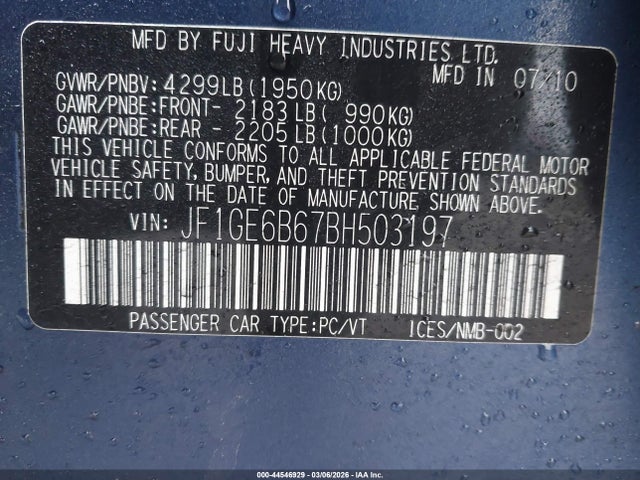 MFD BY FUJI HEAVY INDUSTRIES, LTD.
MFD IN 07/10
GVWR/PNBV: 4299LB (1950KG)
GAWR/PNBE:FRONT- 2183 LB ( 990KG)
GAWR/PNBE:REAR - 2205 LB (1000KG)
THIS VEHICLE CONFORMS TO ALL APPLICABLE FEDERAL MOTOR
VEHICLE SAFETY, BUMPER, AND THEFT PREVENTION STANDARDS
IN EFFECT ON THE DATE OF MANUFACTURE SHOWN ABOVE.
VIN: JF1GE6B67BH503197
PASSENGER CAR TYPE:PC/VT ICES/NMB-002
000-44546929 - 03/06/2026 - IAA Inc.